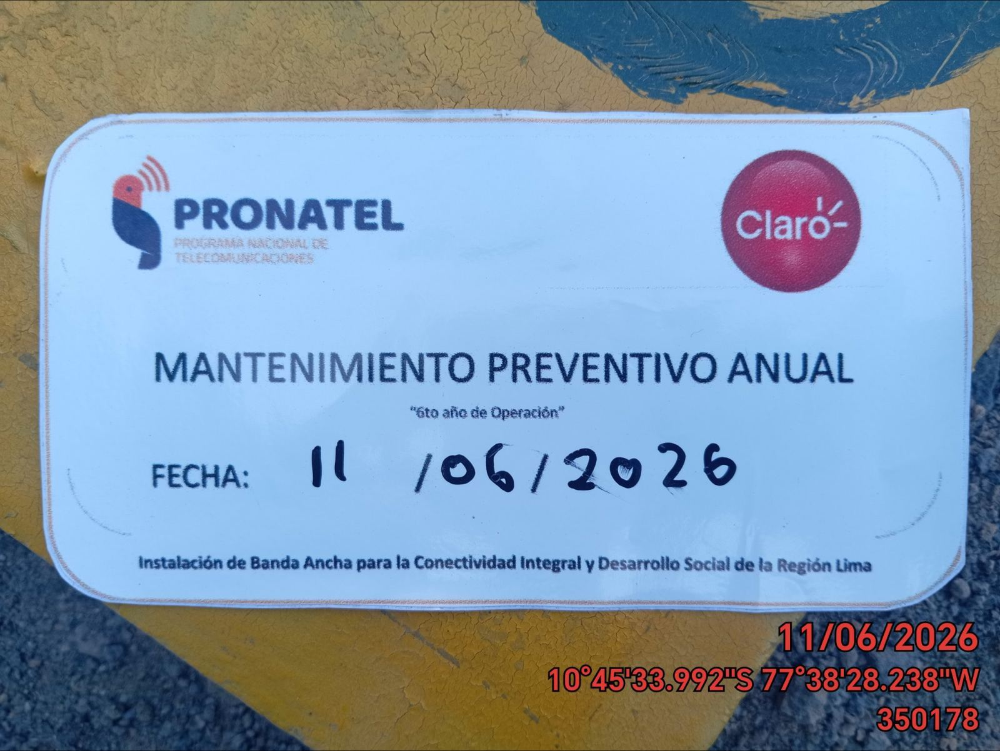 PRONATEL
PROGRAMA NACIONAL DE
TELECOMUNICACIONES
Claro
MANTENIMIENTO PREVENTIVO ANUAL
"6to año de Operación"
FECHA: 11 / 06 / 2026
Instalación de Banda Ancha para la Conectividad Integral y Desarrollo Social de la Región Lima
11/06/2026
10°45'33.992"S 77°38'28.238"W
350178